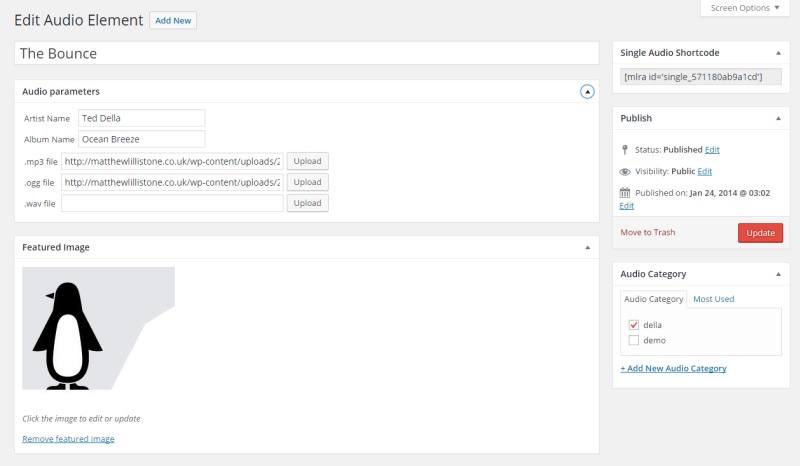 Screen Options
Edit Audio Element Add New
The Bounce
Audio parameters
Artist Name Ted Della
Album Name Ocean Breeze
.mp3 file http://matthewlillistone.co.uk/wp-content/uploads/2 Upload
.ogg file http://matthewlillistone.co.uk/wp-content/uploads/2 Upload
.wav file Upload
Featured Image
Click the image to edit or update
Remove featured image
Single Audio Shortcode
[mlra id='single_571180ab9a1cd']
Publish
Status: Published Edit
Visibility: Public Edit
Published on: Jan 24, 2014 @ 03:02
Edit
Move to Trash Update
Audio Category
Audio Category Most Used
della
demo
+ Add New Audio Category